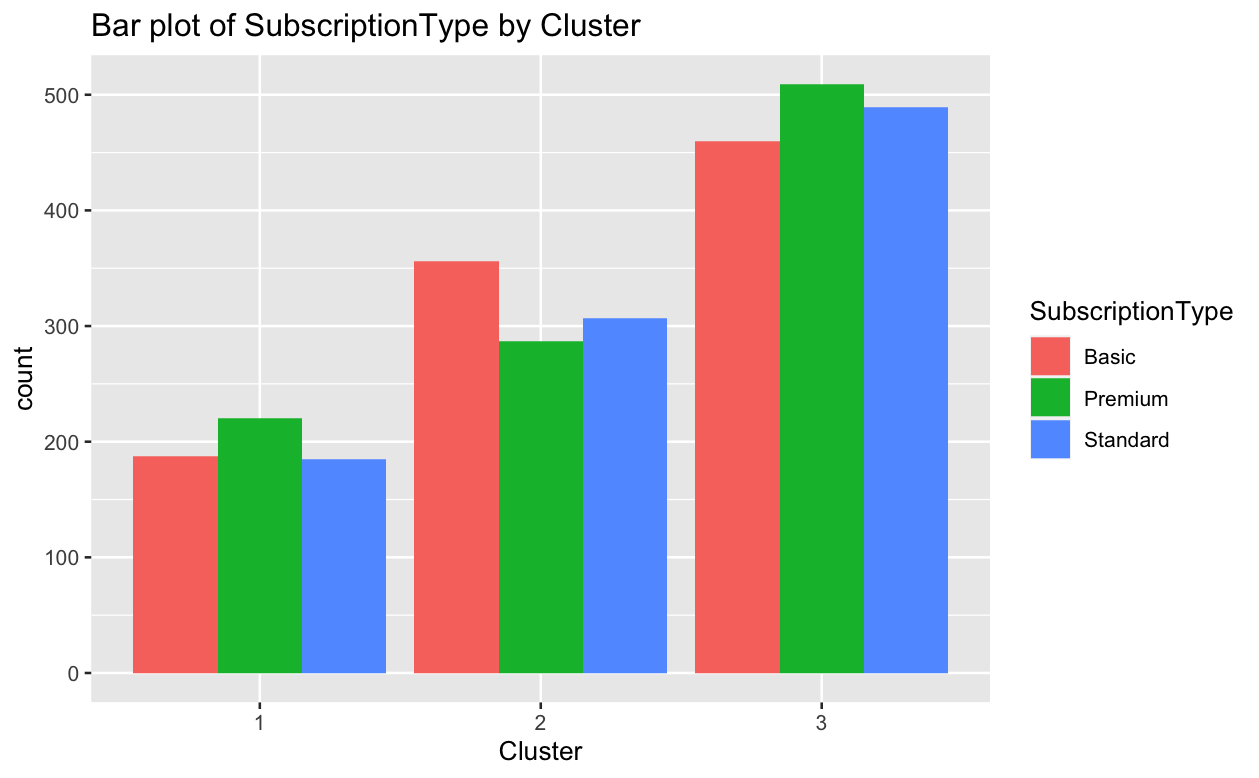 Bar plot of SubscriptionType by Cluster
500
400
300
200
100
0
count
1 2 3
Cluster
SubscriptionType
Basic
Premium
Standard